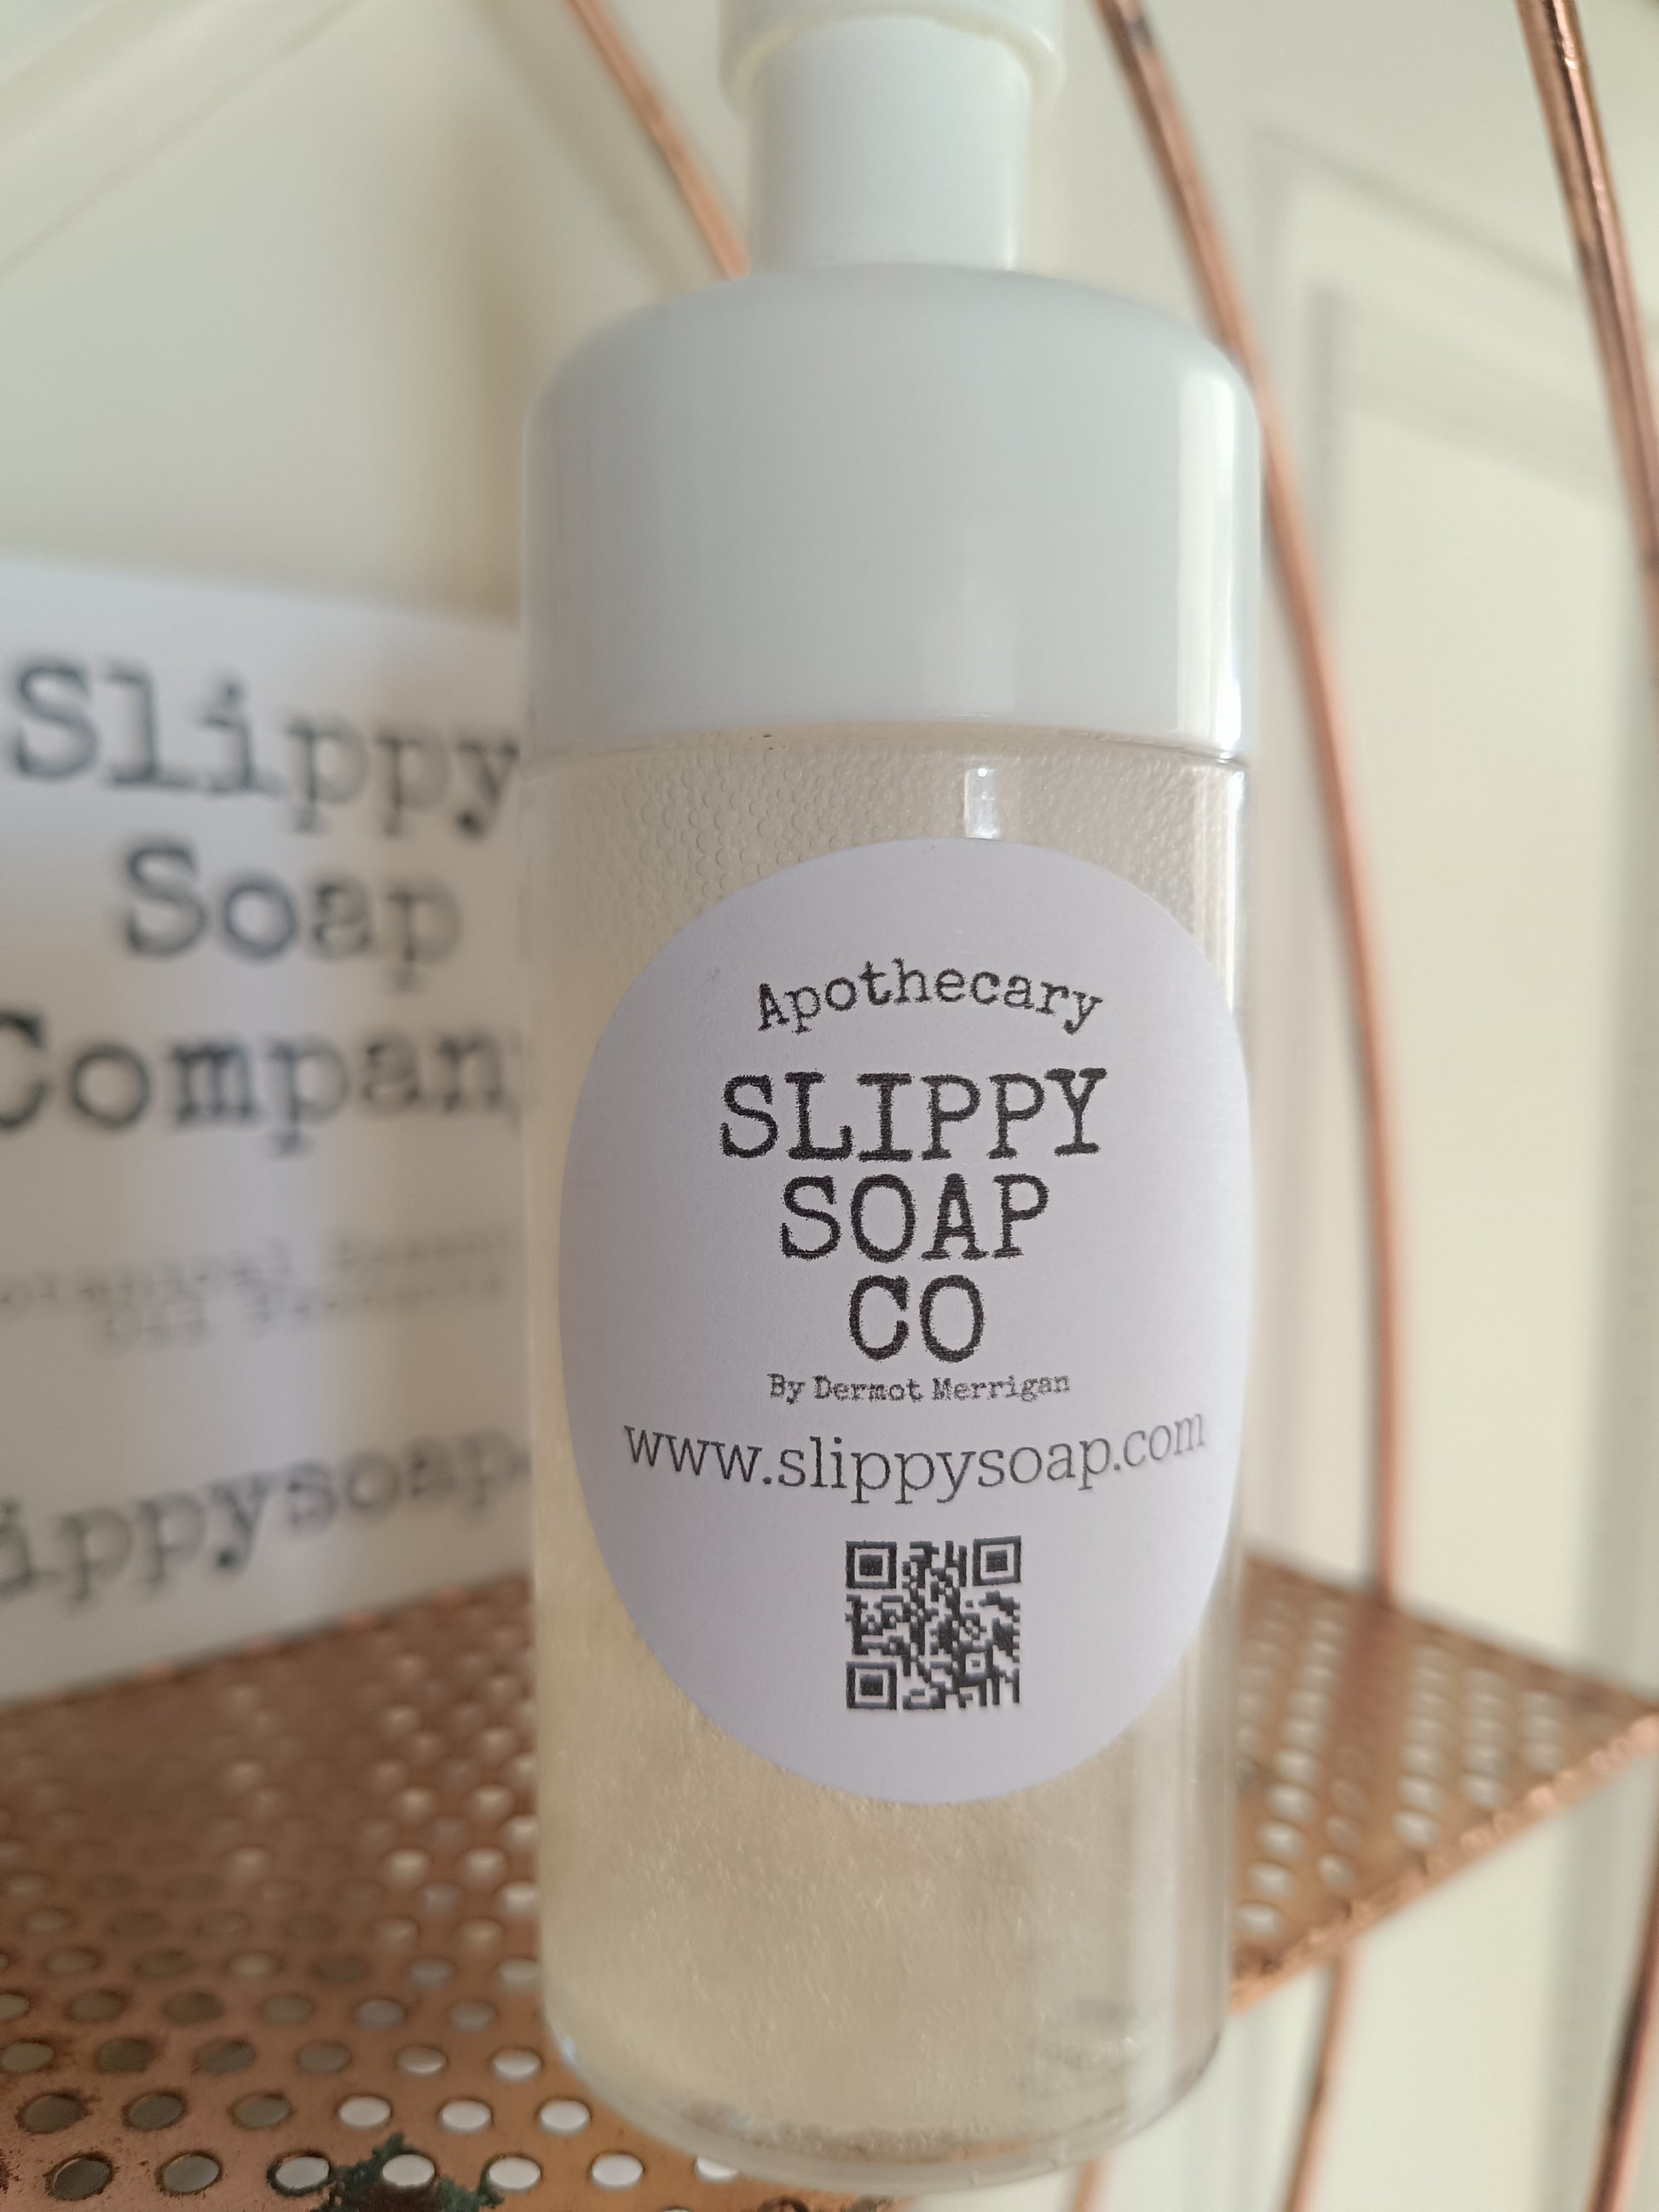 Slippy
Soap
Compan
ippysoap.
Apothecary
SLIPPY
SOAP
CO
By Dermot Merrigan
www.slippysoap.com